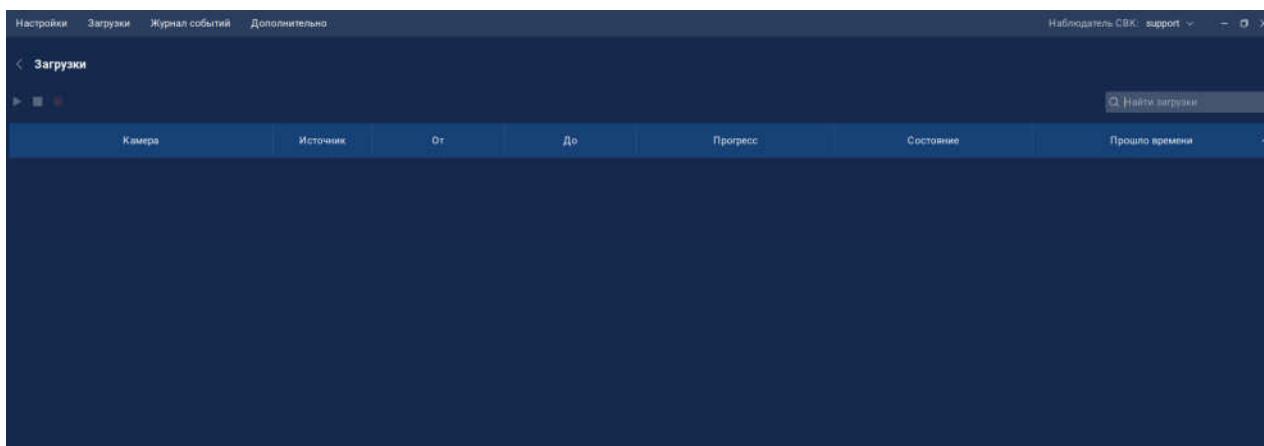 Настройки Загрузки Журнал событий Дополнительно Наблюдатель СВК: support
Загрузки
Найти загрузки
Камера Источник От До Прогресс Состояние Прошло времени